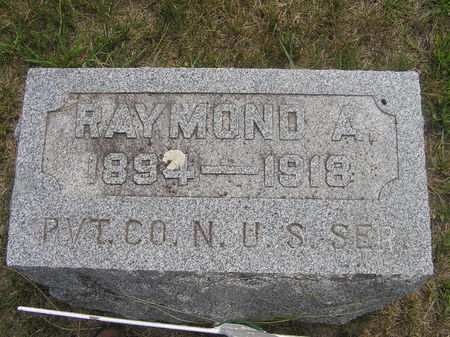 RAYMOND A.
1894—1918
PVT. CO. N. U. S. SER.